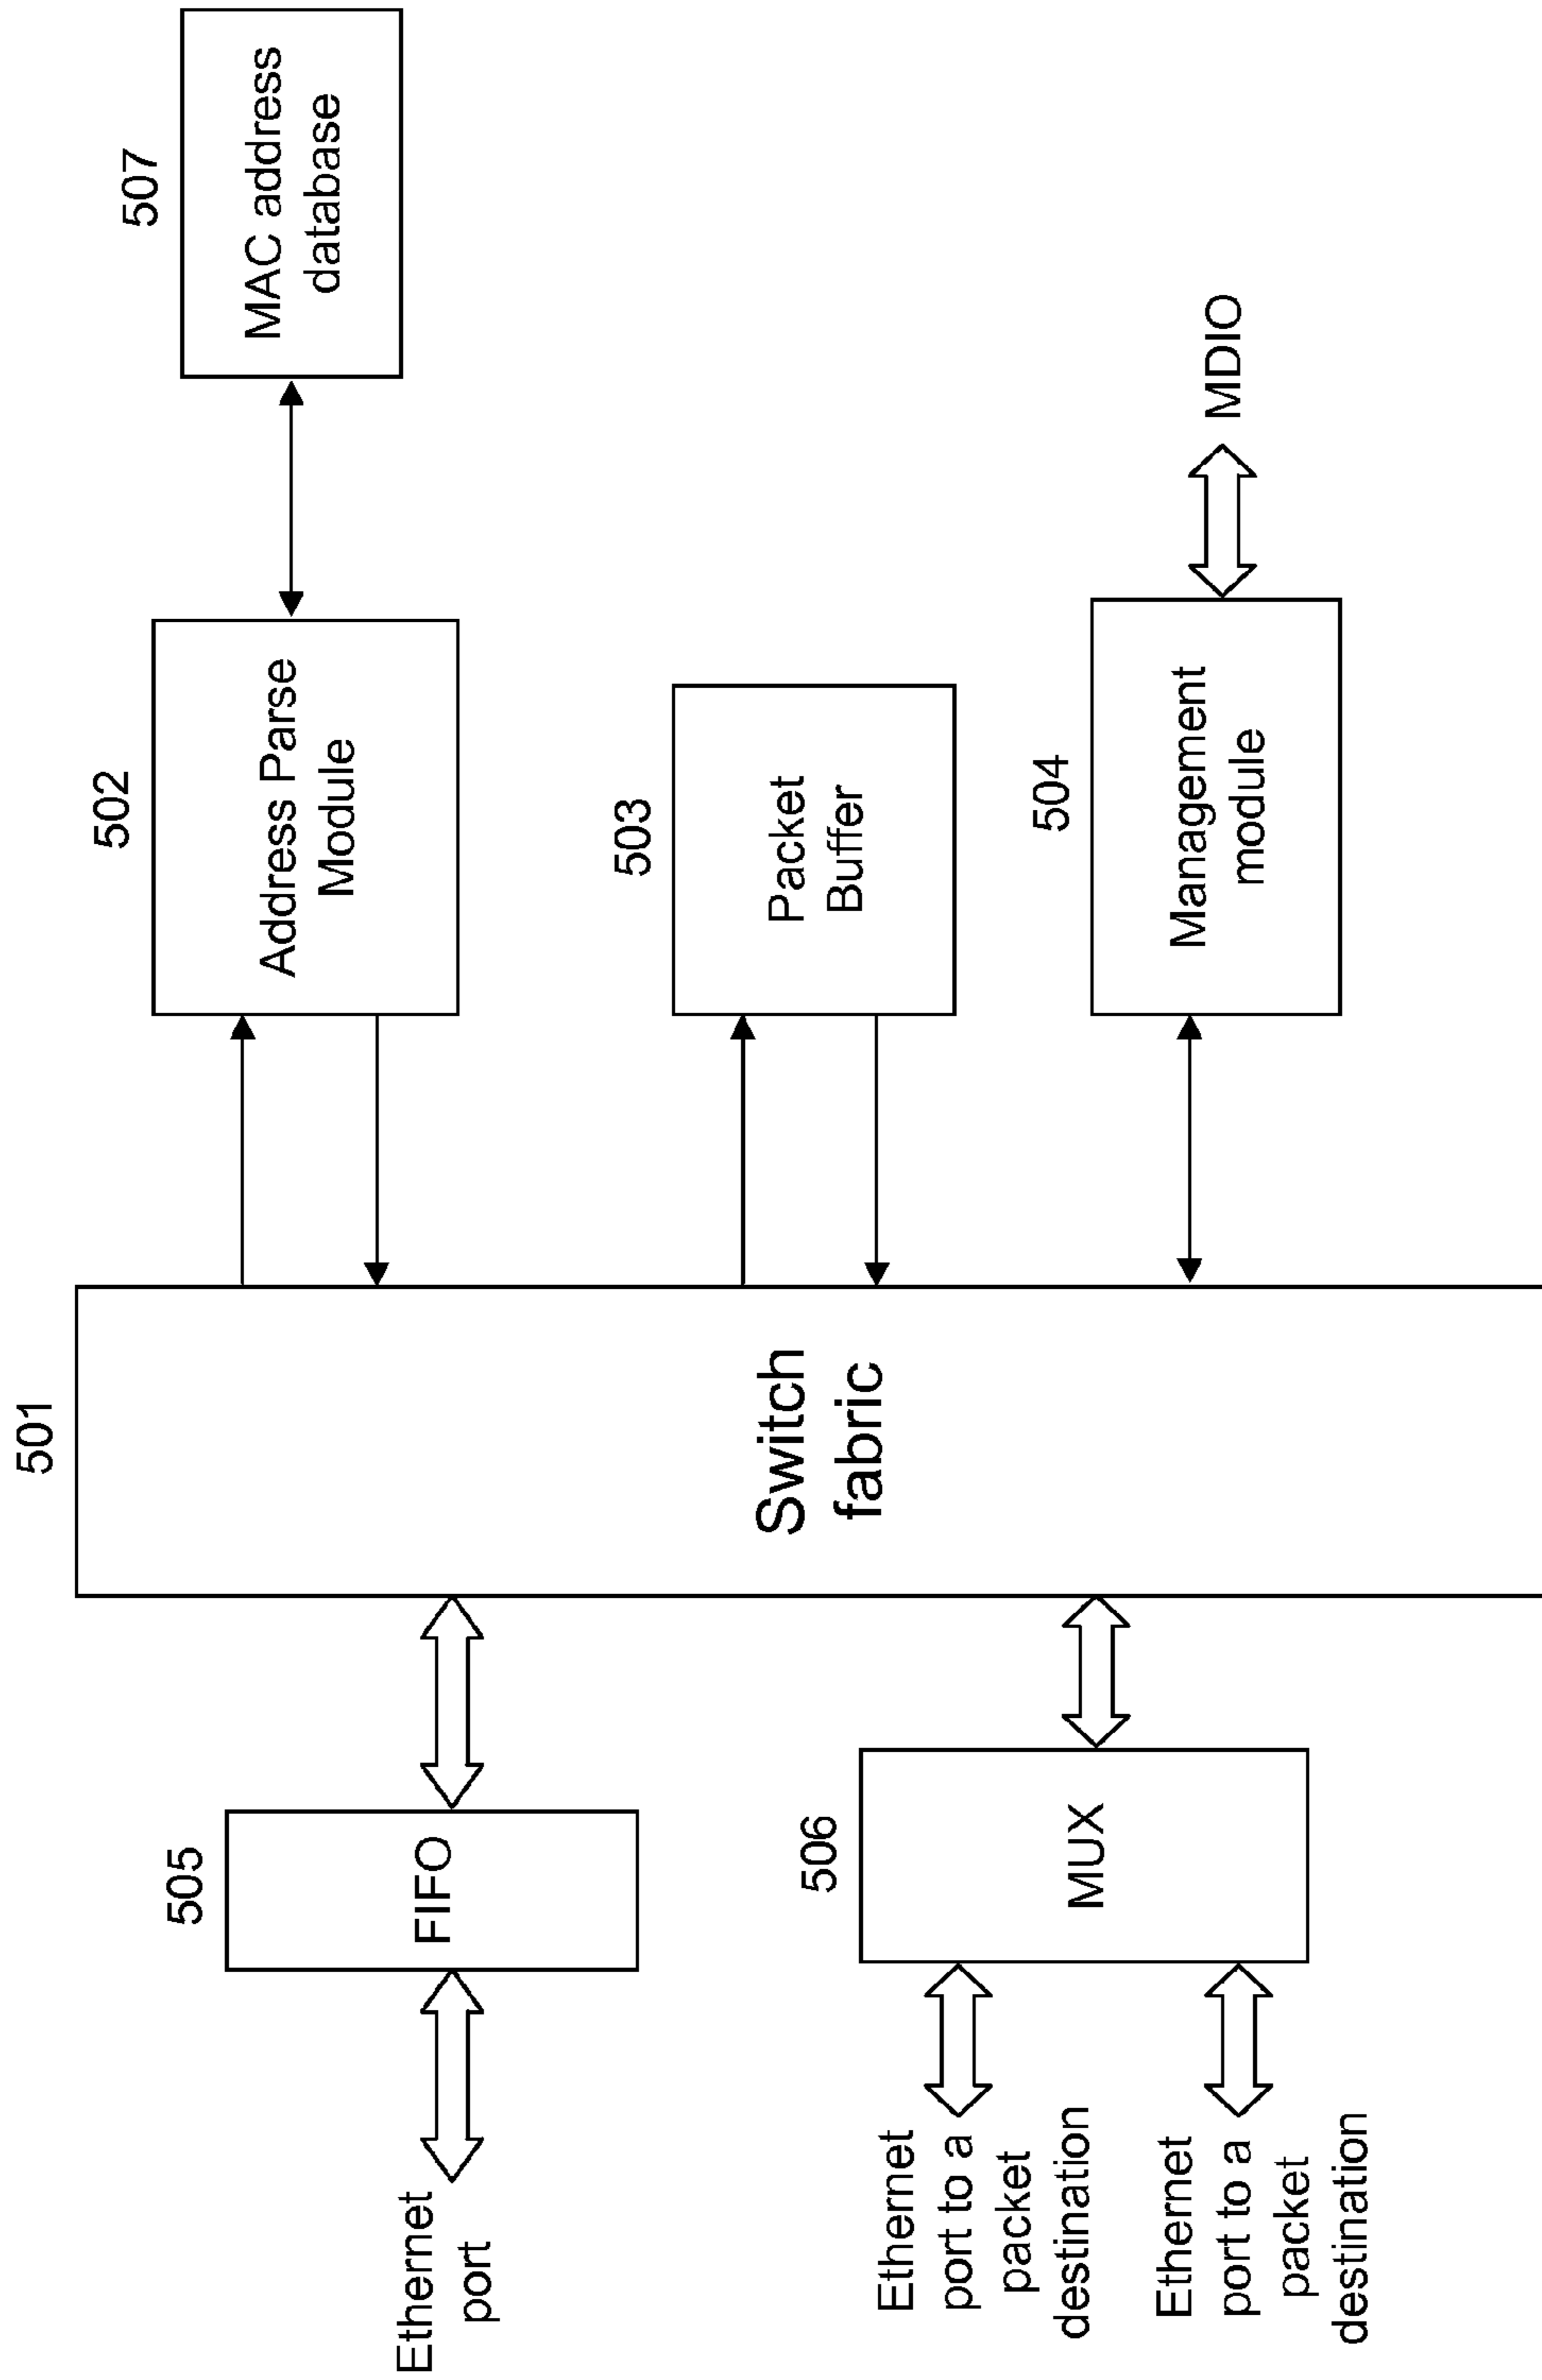 501
Switch
fabric
502
Address Parse
Module
507
MAC address
database
503
Packet
Buffer
504
Management
module
MDIO
505
FIFO
Ethernet
port
506
MUX
Ethernet
port to a
packet
destination
Ethernet
port to a
packet
destination